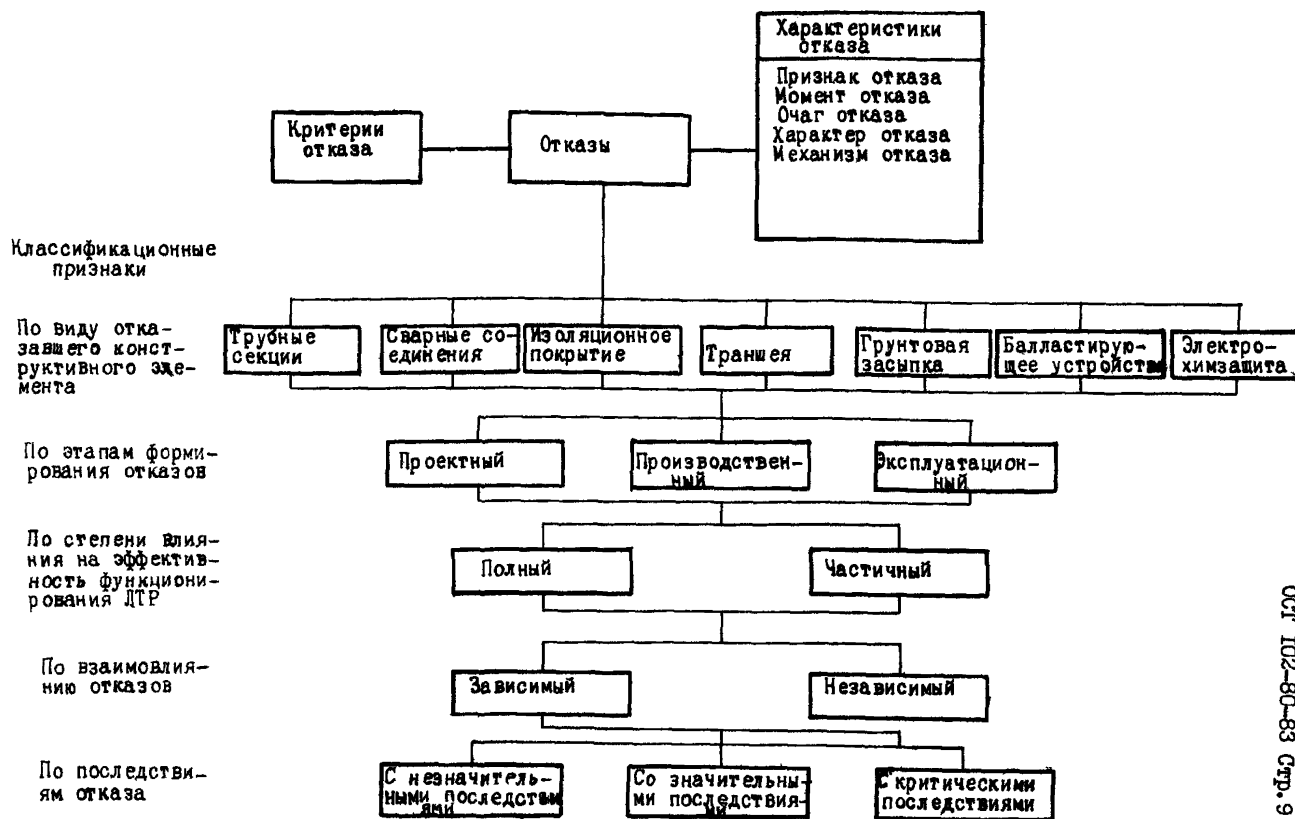 Характеристики
отказа
Признак отказа
Момент отказа
Очаг отказа
Характер отказа
Механизм отказа
Критерии
отказа
Отказы
Классификационные
признаки
По виду отка-
завшего конст-
руктивного эле-
мента
Трубные
секции
Сварные со-
единения
Изоляционное
покрытие
Траншея
Грунтовая
засыпка
Балластирую-
щее устройство
Электро-
химзащита
По этапам форми-
рования отказов
Проектный
Производствен-
ный
Эксплуатацион-
ный
По степени влия-
ния на эффектив-
ность функциони-
рования ЛТР
Полный
Частичный
По взаимовлия-
нию отказов
Зависимый
Независимый
По последстви-
ям отказа
С незначитель-
ными последстви
ями
Со значительны-
ми последствия-
ми
С критическими
последствиями
ОСТ 102-80-83 Стр.9